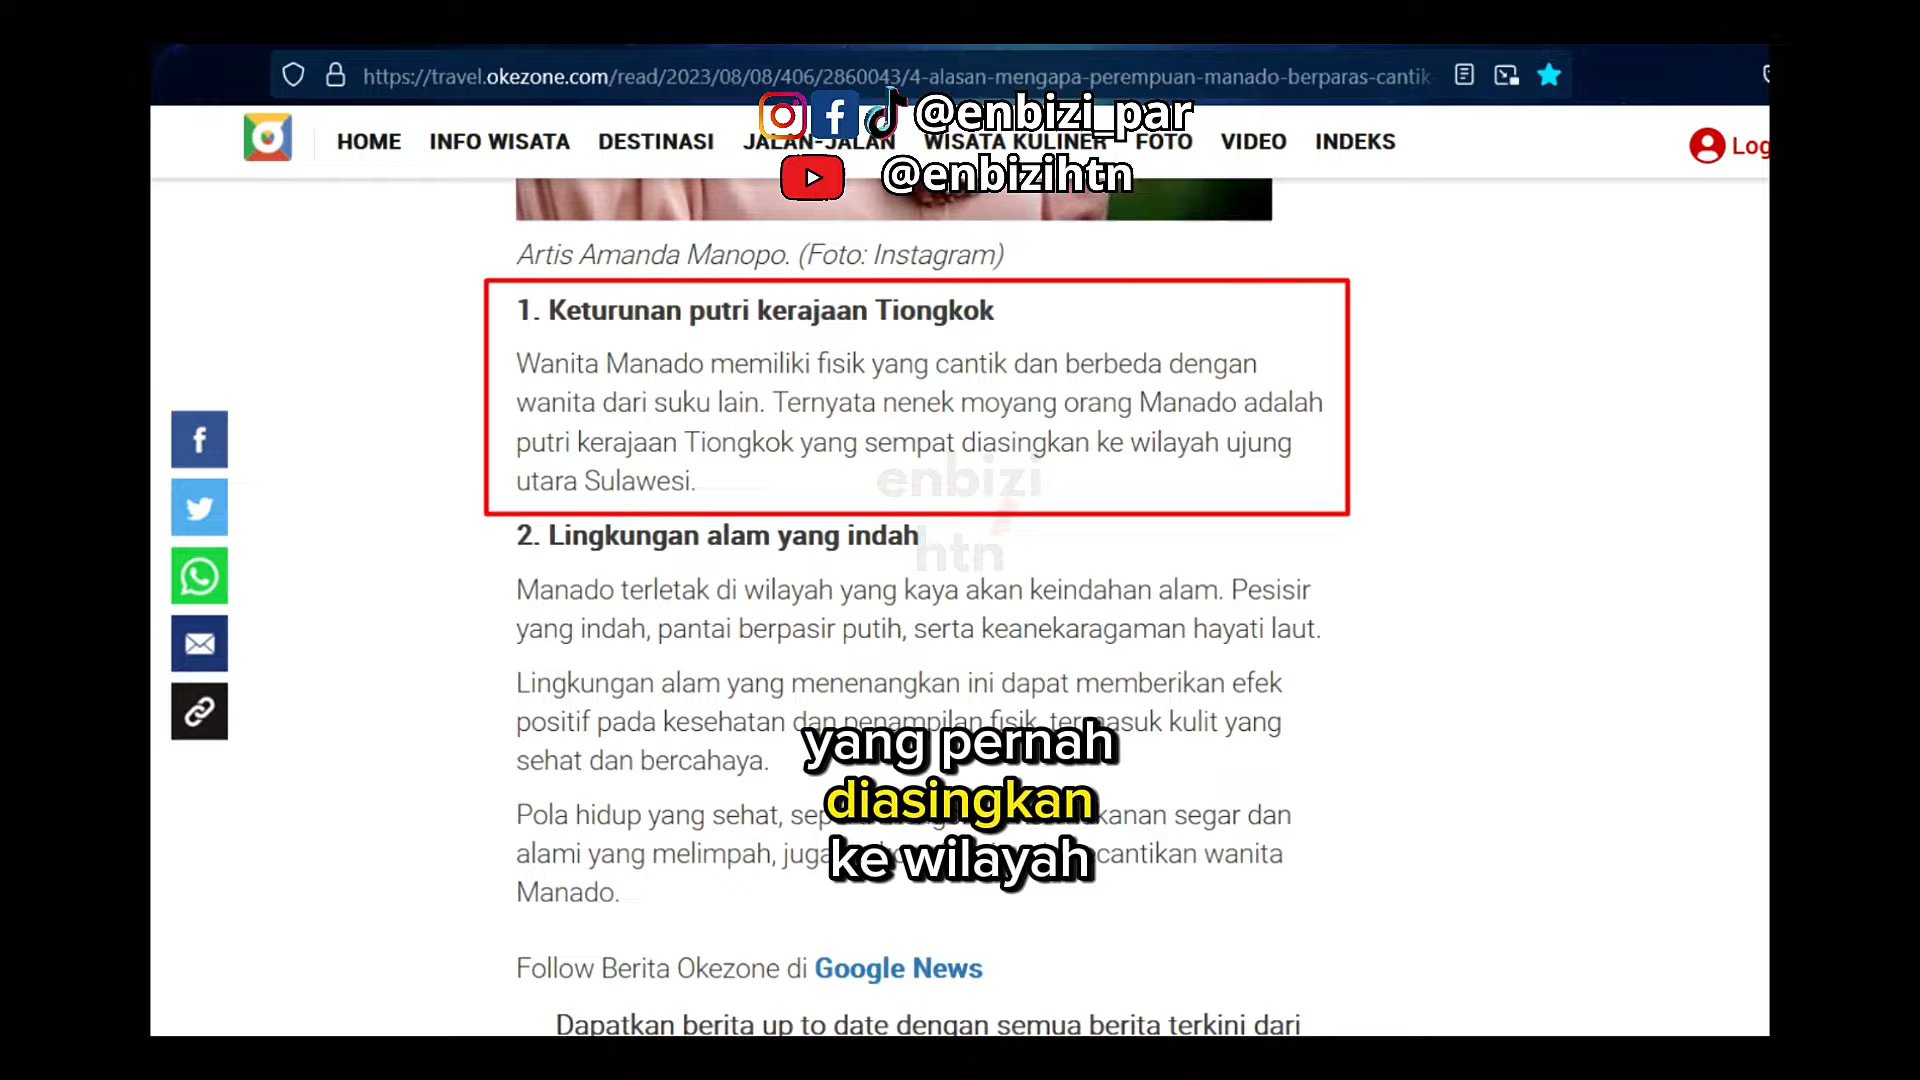 https://travel.okezone.com/read/2023/08/08/406/2860043/4-alasan-mengapa-perempuan-manado-berparas-cantik
@enbizi_par
HOME INFO WISATA DESTINASI JALAN-JALAN WISATA KULINER FOTO VIDEO INDEKS Log
@enbizihtn
Artis Amanda Manopo. (Foto: Instagram)
1. Keturunan putri kerajaan Tiongkok
Wanita Manado memiliki fisik yang cantik dan berbeda dengan
wanita dari suku lain. Ternyata nenek moyang orang Manado adalah
putri kerajaan Tiongkok yang sempat diasingkan ke wilayah ujung
utara Sulawesi.
enbizi
htn
2. Lingkungan alam yang indah
Manado terletak di wilayah yang kaya akan keindahan alam. Pesisir
yang indah, pantai berpasir putih, serta keanekaragaman hayati laut.
Lingkungan alam yang menenangkan ini dapat memberikan efek
positif pada kesehatan dan penampilan fisik, termasuk kulit yang
sehat dan bercahaya.
yang pernah
diasingkan
ke wilayah
Pola hidup yang sehat, segar dan
alami yang melimpah, wanita
Manado.
Follow Berita Okezone di Google News
Dapatkan berita up to date dengan semua berita terkini dari